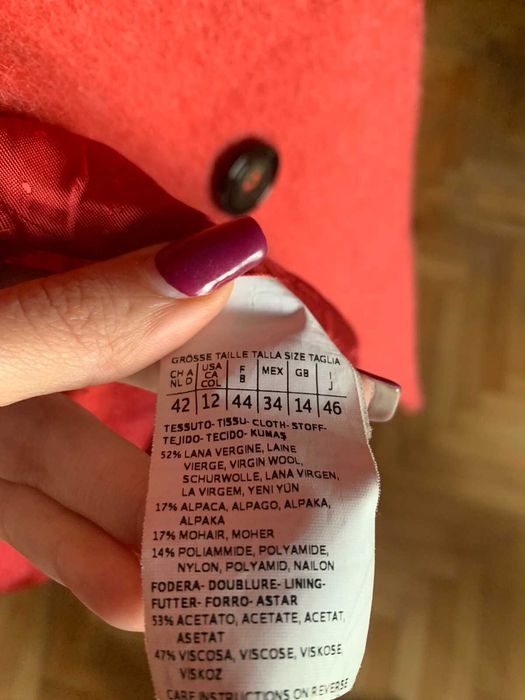 GRÖSSE TAILLE TALLA SIZE TAGLIA
CH A NL D USA CA COL F B MEX GB I J
42 12 44 34 14 46
TESSUTO-TISSU-CLOTH-STOFF-
TEJIDO-TECIDO-KUMAŞ
52% LANA VERGINE, LAINE
VIERGE, VIRGIN WOOL,
SCHURWOLLE, LANA VIRGEN,
LA VIRGEM, YENI YÜN
17% ALPACA, ALPAGO, ALPAKA,
ALPAKA
17% MOHAIR, MOHER
14% POLIAMMIDE, POLYAMIDE,
NYLON, POLYAMID, NAILON
FODERA-DOUBLURE-LINING-
FUTTER-FORRO-ASTAR
53% ACETATO, ACETATE, ACETAT,
ASETAT
47% VISCOSA, VISCOSE, VISKOSE,
VISKOZ
CARE INSTRUCTIONS ON REVERSE